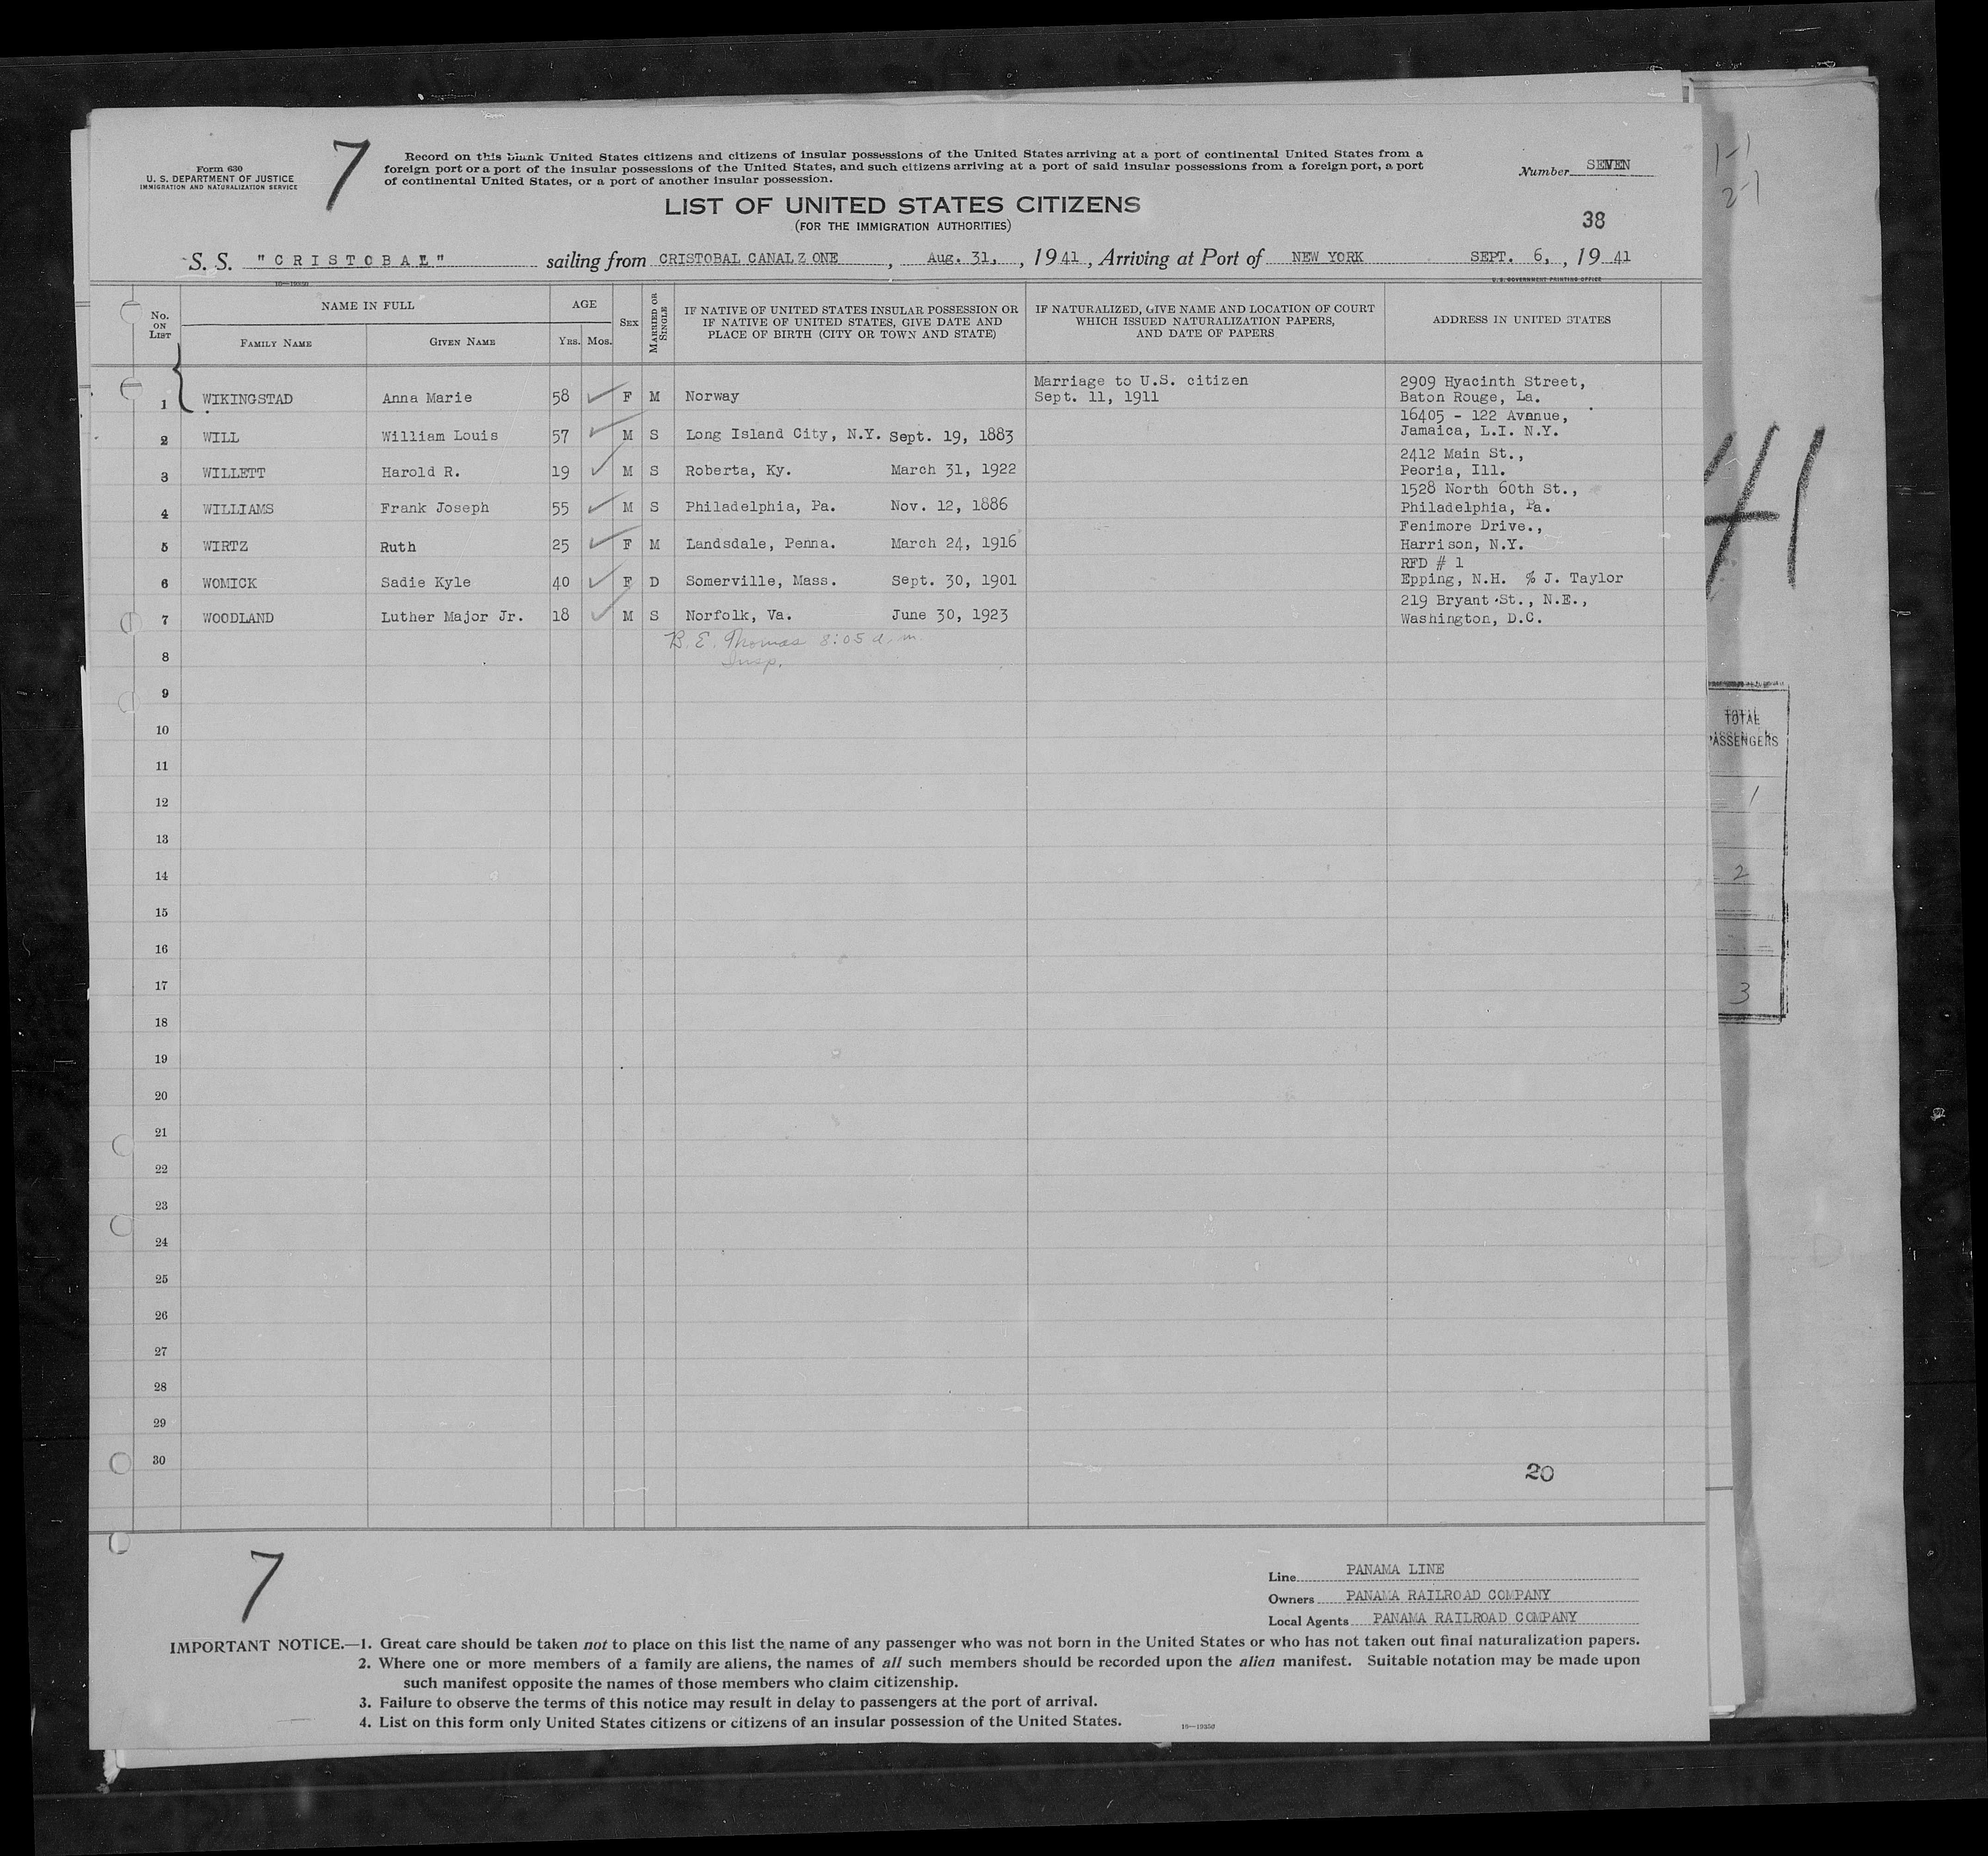 Form 630
U. S. DEPARTMENT OF JUSTICE
IMMIGRATION AND NATURALIZATION SERVICE
7
Record on this blank United States citizens and citizens of insular possessions of the United States arriving at a port of continental United States from a
foreign port or a port of the insular possessions of the United States, and such citizens arriving at a port of said insular possessions from a foreign port, a port
of continental United States, or a port of another insular possession.
Number SEVEN
LIST OF UNITED STATES CITIZENS
(FOR THE IMMIGRATION AUTHORITIES)
38
S. S. "CRISTOBAL" sailing from CRISTOBAL CANAL ZONE , Aug. 31, , 1941 , Arriving at Port of NEW YORK SEPT. 6, , 1941
U. S. GOVERNMENT PRINTING OFFICE
No. ON LIST
NAME IN FULL
FAMILY NAME
GIVEN NAME
AGE
YRS. MOS.
SEX
MARRIED OR SINGLE
IF NATIVE OF UNITED STATES INSULAR POSSESSION OR
IF NATIVE OF UNITED STATES, GIVE DATE AND
PLACE OF BIRTH (CITY OR TOWN AND STATE)
IF NATURALIZED, GIVE NAME AND LOCATION OF COURT
WHICH ISSUED NATURALIZATION PAPERS,
AND DATE OF PAPERS
ADDRESS IN UNITED STATES
1 WIKINGSTAD Anna Marie 58 F M Norway
Marriage to U.S. citizen
Sept. 11, 1911
2909 Hyacinth Street,
Baton Rouge, La.
2 WILL William Louis 57 M S Long Island City, N.Y. Sept. 19, 1883
16405 - 122 Avenue,
Jamaica, L.I. N.Y.
3 WILLETT Harold R. 19 M S Roberta, Ky. March 31, 1922
2412 Main St.,
Peoria, Ill.
4 WILLIAMS Frank Joseph 55 M S Philadelphia, Pa. Nov. 12, 1886
1528 North 60th St.,
Philadelphia, Pa.
5 WIRTZ Ruth 25 F M Landsdale, Penna. March 24, 1916
Fenimore Drive.,
Harrison, N.Y.
6 WOMICK Sadie Kyle 40 F D Somerville, Mass. Sept. 30, 1901
RFD # 1
Epping, N.H. % J. Taylor
7 WOODLAND Luther Major Jr. 18 M S Norfolk, Va. June 30, 1923
219 Bryant St., N.E.,
Washington, D.C.
B. E. Thomas 8:05 a.m.
Insp.
8
9
10
11
12
13
14
15
16
17
18
19
20
21
22
23
24
25
26
27
28
29
30
20
7
Line PANAMA LINE
Owners PANAMA RAILROAD COMPANY
Local Agents PANAMA RAILROAD COMPANY
IMPORTANT NOTICE.—1. Great care should be taken not to place on this list the name of any passenger who was not born in the United States or who has not taken out final naturalization papers.
2. Where one or more members of a family are aliens, the names of all such members should be recorded upon the alien manifest. Suitable notation may be made upon
such manifest opposite the names of those members who claim citizenship.
3. Failure to observe the terms of this notice may result in delay to passengers at the port of arrival.
4. List on this form only United States citizens or citizens of an insular possession of the United States.
1-1
2-1
41
TOTAL
PASSENGERS
1
2
3